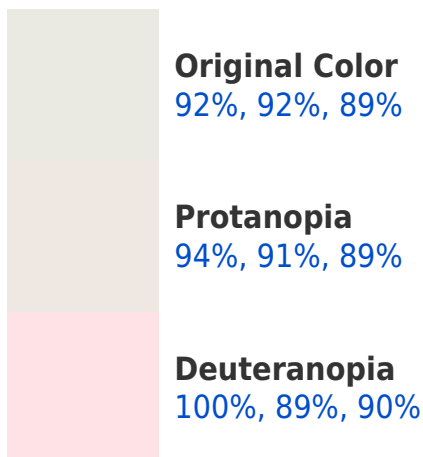 Original Color
92%, 92%, 89%
Protanopia
94%, 91%, 89%
Deuteranopia
100%, 89%, 90%